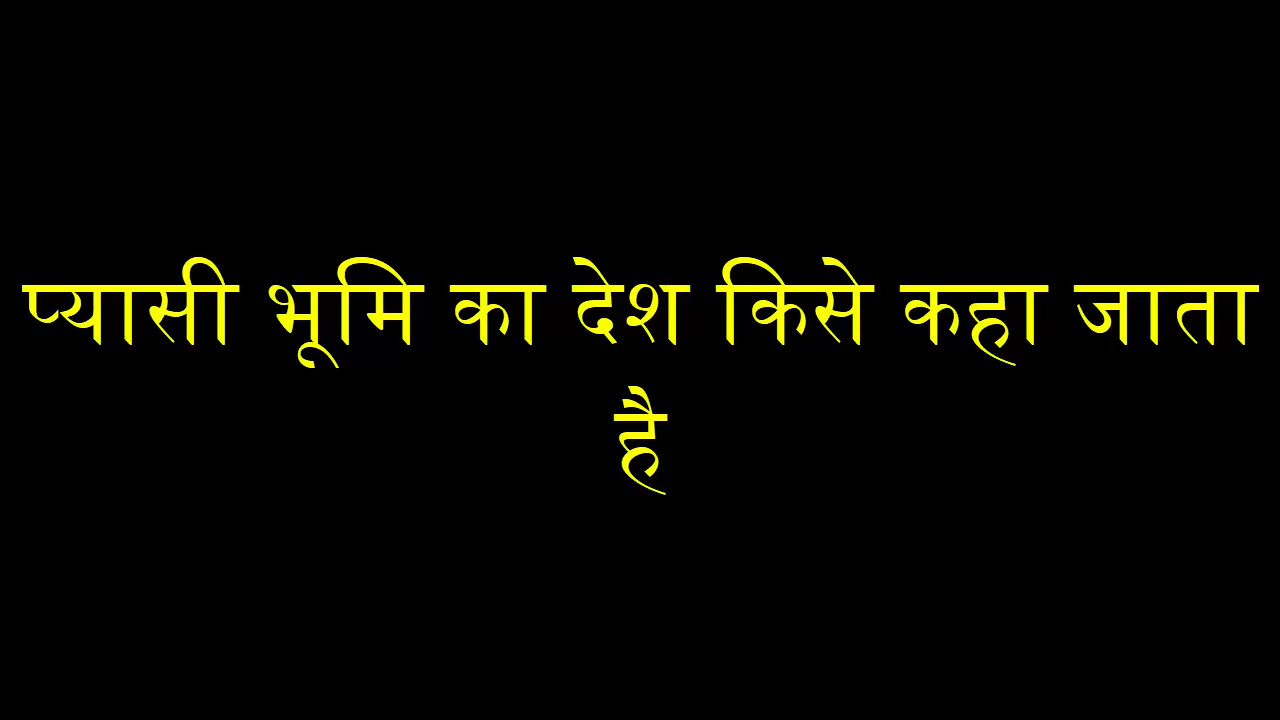 प्यासी भूमि का देश किसे कहा जाता
है